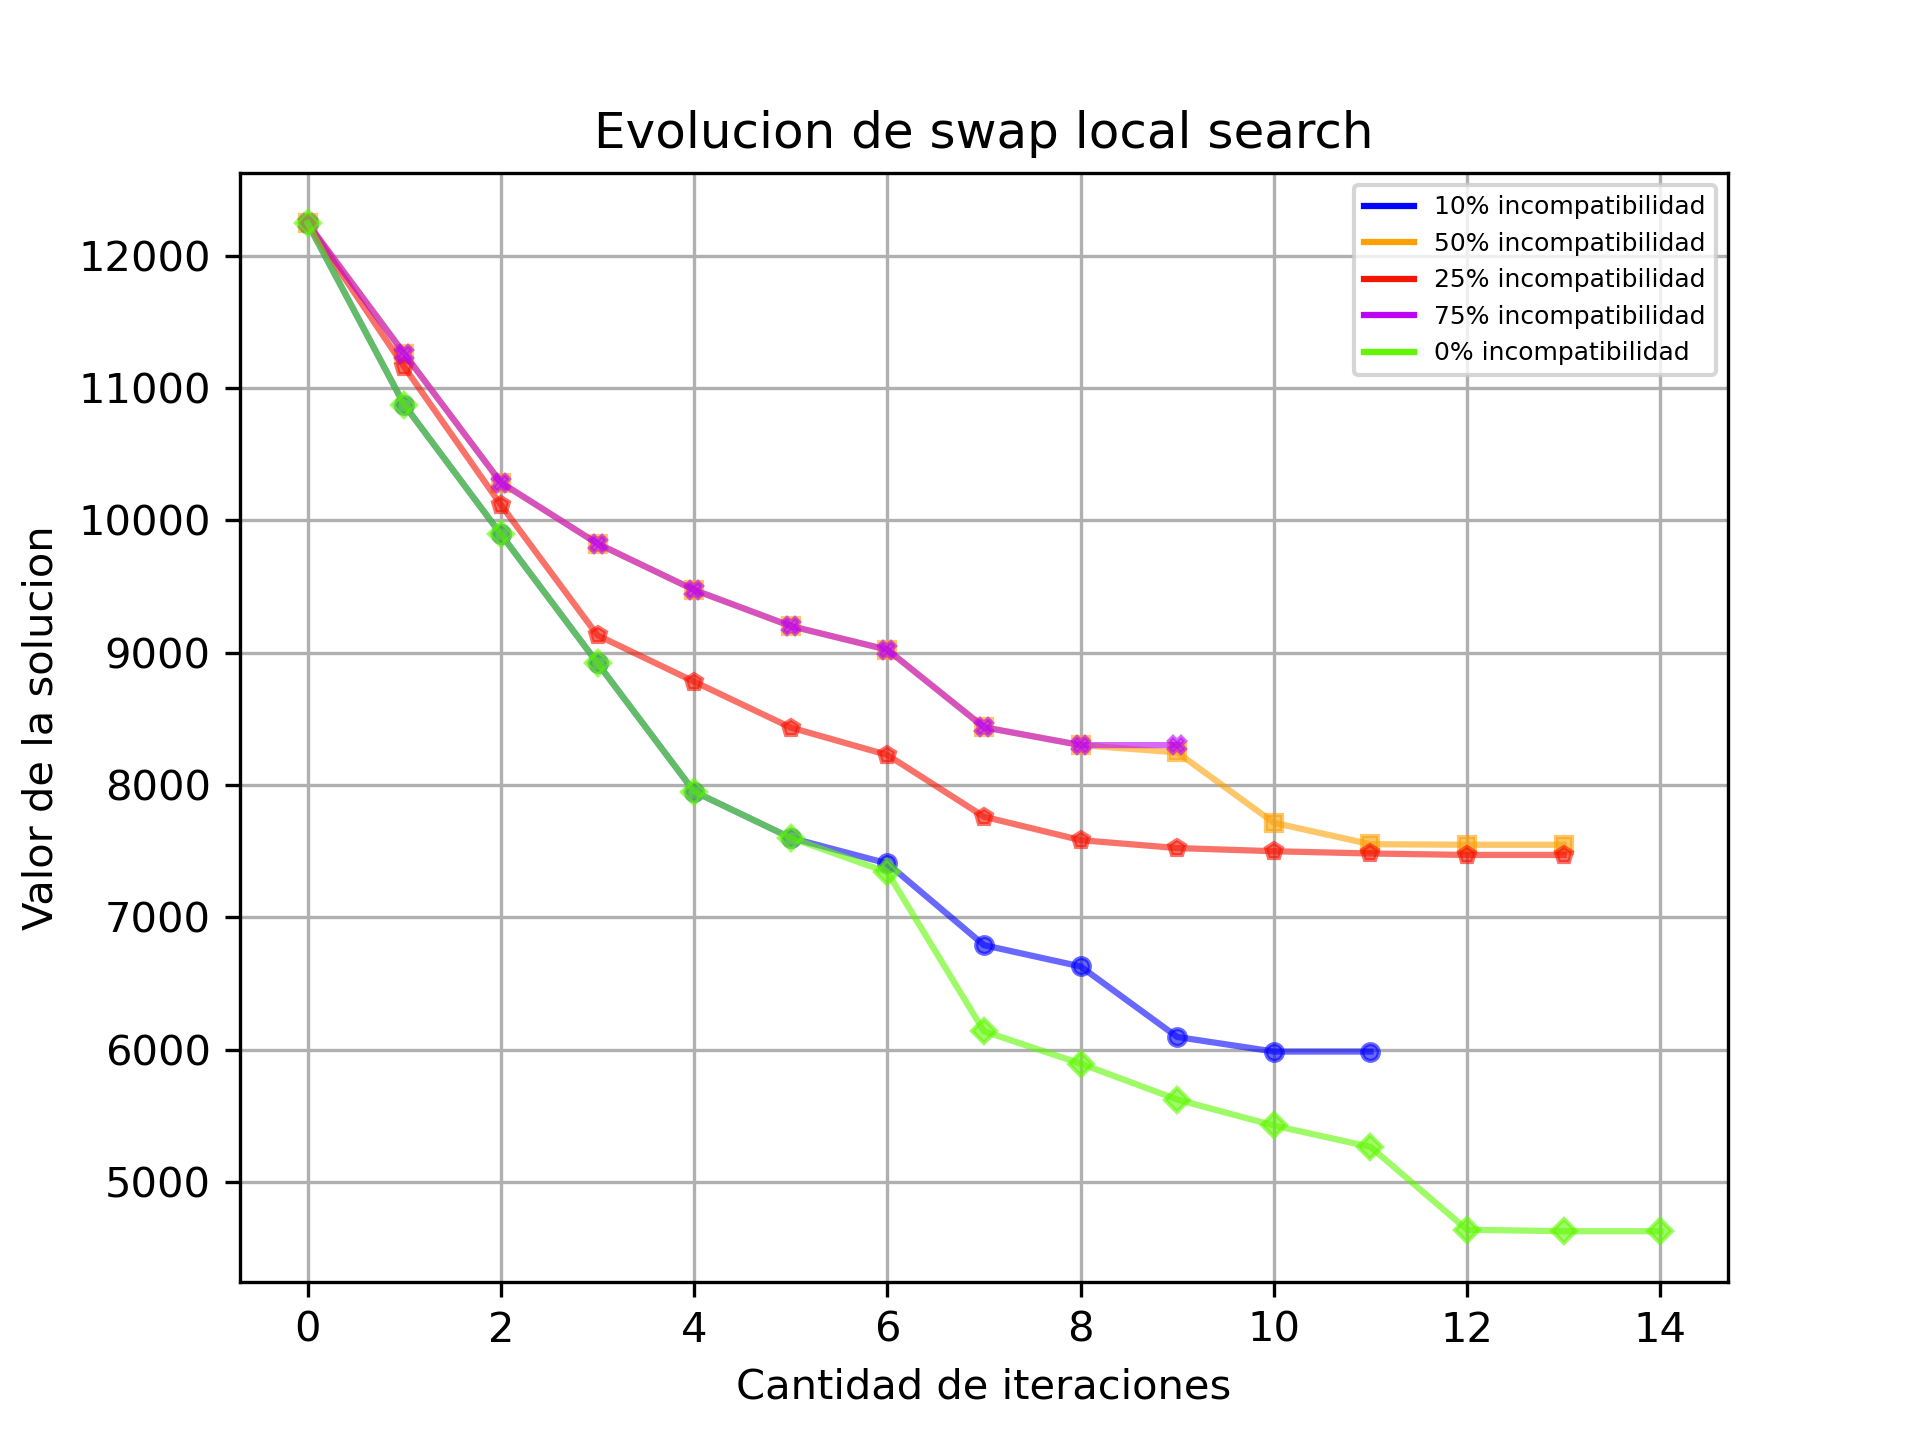 Evolucion de swap local search
10% incompatibilidad
50% incompatibilidad
25% incompatibilidad
75% incompatibilidad
0% incompatibilidad
Valor de la solucion
12000
11000
10000
9000
8000
7000
6000
5000
0 2 4 6 8 10 12 14
Cantidad de iteraciones